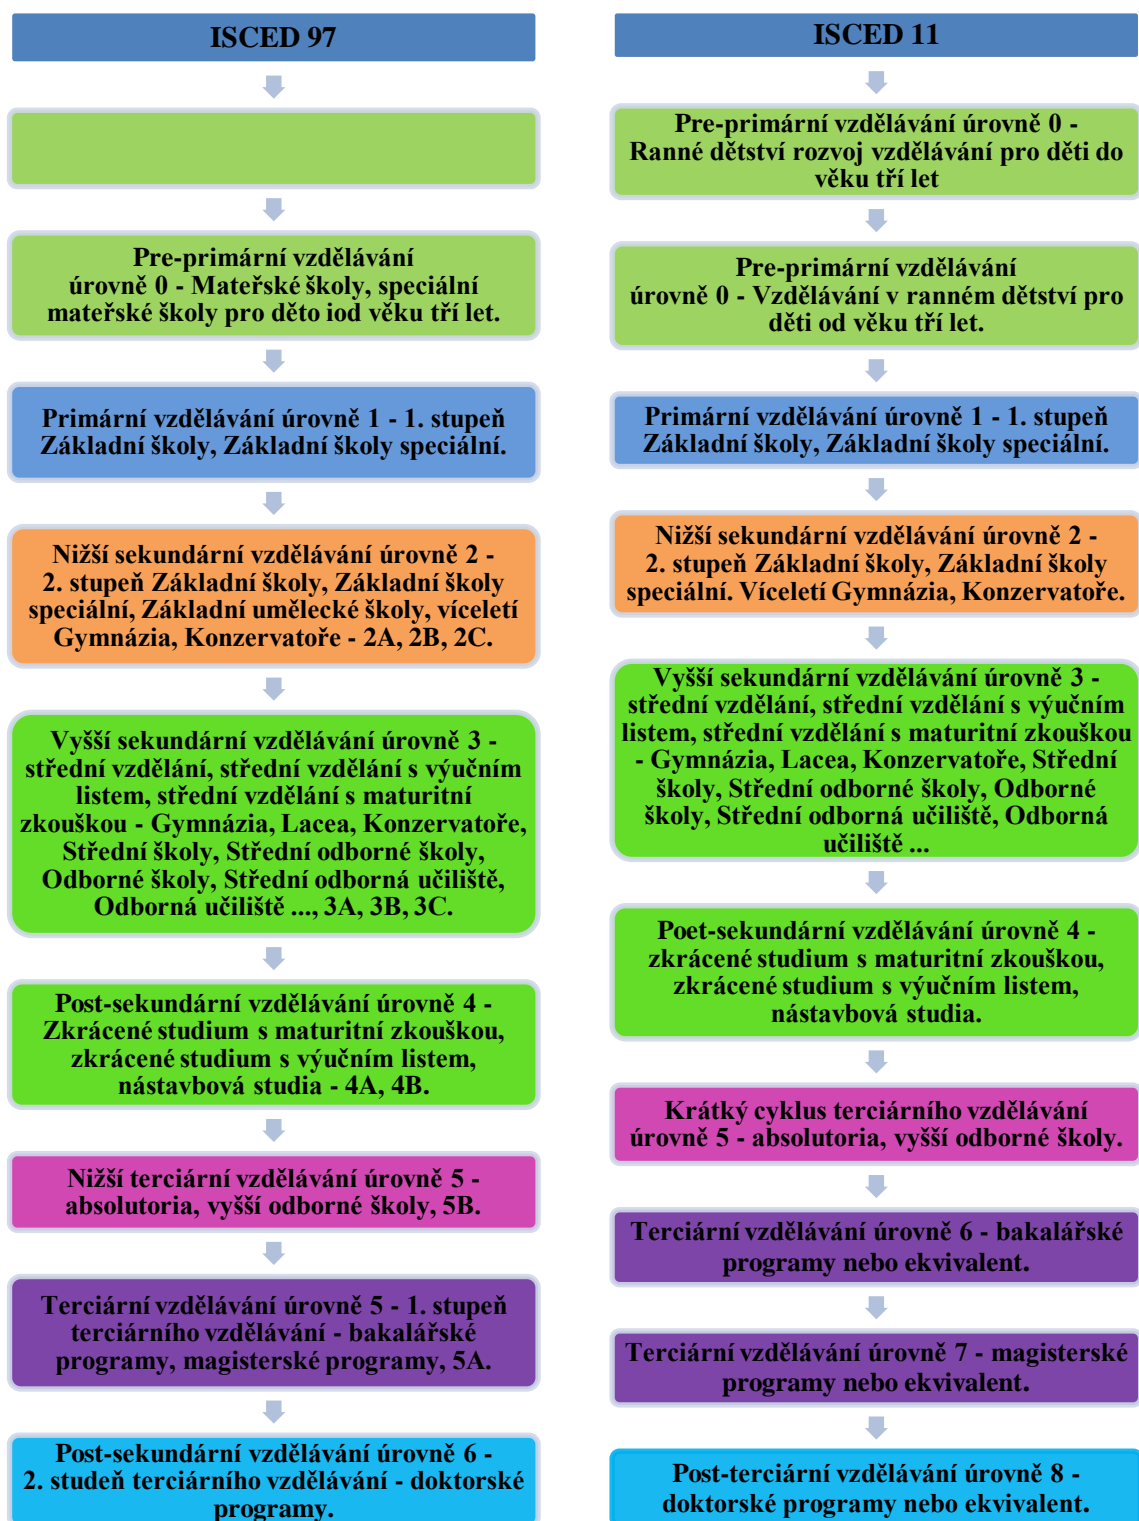 ISCED 97
Pre-primární vzdělávání
úrovně 0 - Mateřské školy, speciální
mateřské školy pro děto iod věku tří let.
Primární vzdělávání úrovně 1 - 1. stupeň
Základní školy, Základní školy speciální.
Nižší sekundární vzdělávání úrovně 2 -
2. stupeň Základní školy, Základní školy
speciální, Základní umělecké školy, víceletí
Gymnázia, Konzervatoře - 2A, 2B, 2C.
Vyšší sekundární vzdělávání úrovně 3 -
střední vzdělání, střední vzdělání s výučním
listem, střední vzdělání s maturitní
zkouškou - Gymnázia, Lacea, Konzervatoře,
Střední školy, Střední odborné školy,
Odborné školy, Střední odborná učiliště,
Odborná učiliště ..., 3A, 3B, 3C.
Post-sekundární vzdělávání úrovně 4 -
Zkrácené studium s maturitní zkouškou,
zkrácené studium s výučním listem,
nástavbová studia - 4A, 4B.
Nižší terciární vzdělávání úrovně 5 -
absolutoria, vyšší odborné školy, 5B.
Terciární vzdělávání úrovně 5 - 1. stupeň
terciárního vzdělávání - bakalářské
programy, magisterské programy, 5A.
Post-sekundární vzdělávání úrovně 6 -
2. studeň terciárního vzdělávání - doktorské
programy.
ISCED 11
Pre-primární vzdělávání úrovně 0 -
Ranné dětství rozvoj vzdělávání pro děti do
věku tří let
Pre-primární vzdělávání
úrovně 0 - Vzdělávání v ranném dětství pro
děti od věku tří let.
Primární vzdělávání úrovně 1 - 1. stupeň
Základní školy, Základní školy speciální.
Nižší sekundární vzdělávání úrovně 2 -
2. stupeň Základní školy, Základní školy
speciální. Víceletí Gymnázia, Konzervatoře.
Vyšší sekundární vzdělávání úrovně 3 -
střední vzdělání, střední vzdělání s výučním
listem, střední vzdělání s maturitní zkouškou
- Gymnázia, Lacea, Konzervatoře, Střední
školy, Střední odborné školy, Odborné
školy, Střední odborná učiliště, Odborná
učiliště ...
Poet-sekundární vzdělávání úrovně 4 -
zkrácené studium s maturitní zkouškou,
zkrácené studium s výučním listem,
nástavbová studia.
Krátký cyklus terciárního vzdělávání
úrovně 5 - absolutoria, vyšší odborné školy.
Terciární vzdělávání úrovně 6 - bakalářské
programy nebo ekvivalent.
Terciární vzdělávání úrovně 7 - magisterské
programy nebo ekvivalent.
Post-terciární vzdělávání úrovně 8 -
doktorské programy nebo ekvivalent.